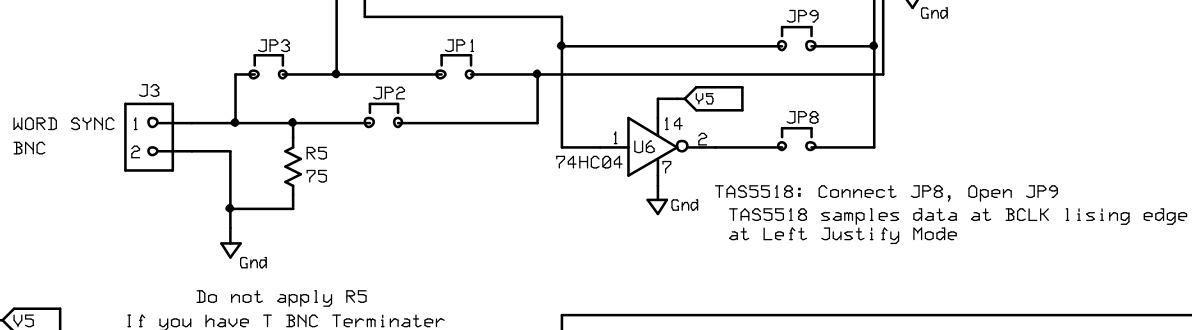 Gnd
JP9
JP3
JP1
J3
JP2
V5
WORD SYNC
BNC
1
2
R5
75
1
14
2
JP8
U6
74HC04
7
Gnd
TAS5518: Connect JP8, Open JP9
TAS5518 samples data at BCLK lising edge
at Left Justify Mode
Gnd
Do not apply R5
If you have T BNC Terminater
V5